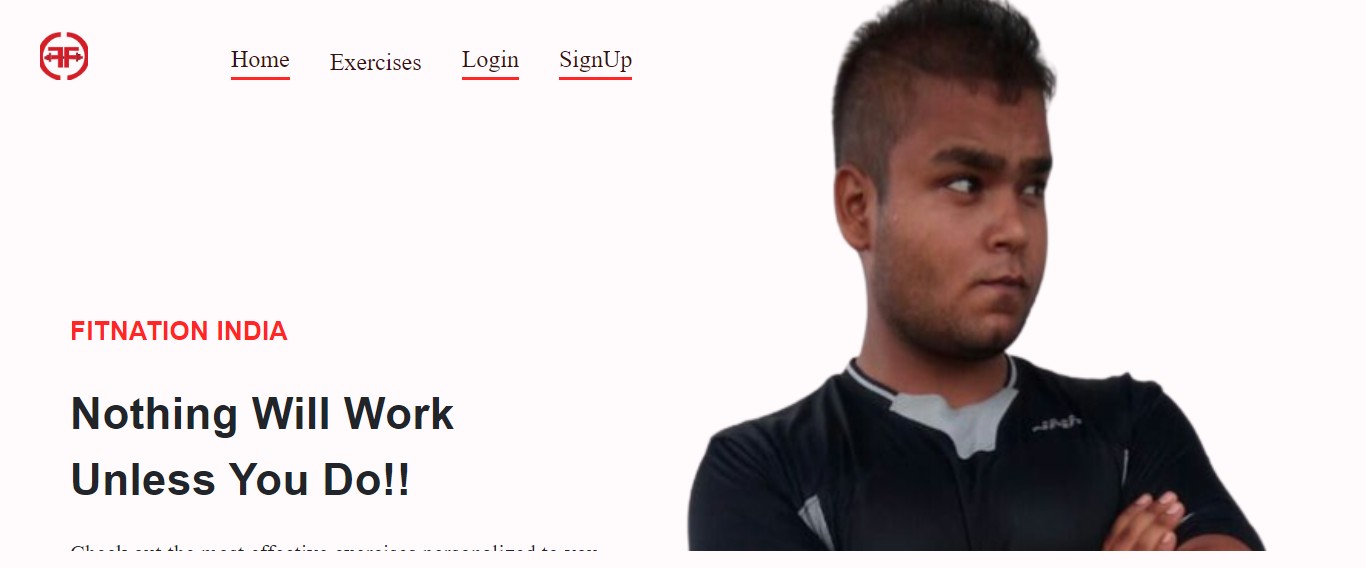 Home Exercises Login SignUp
FITNATION INDIA
Nothing Will Work
Unless You Do!!
Check out the most effective exercises personalized to you